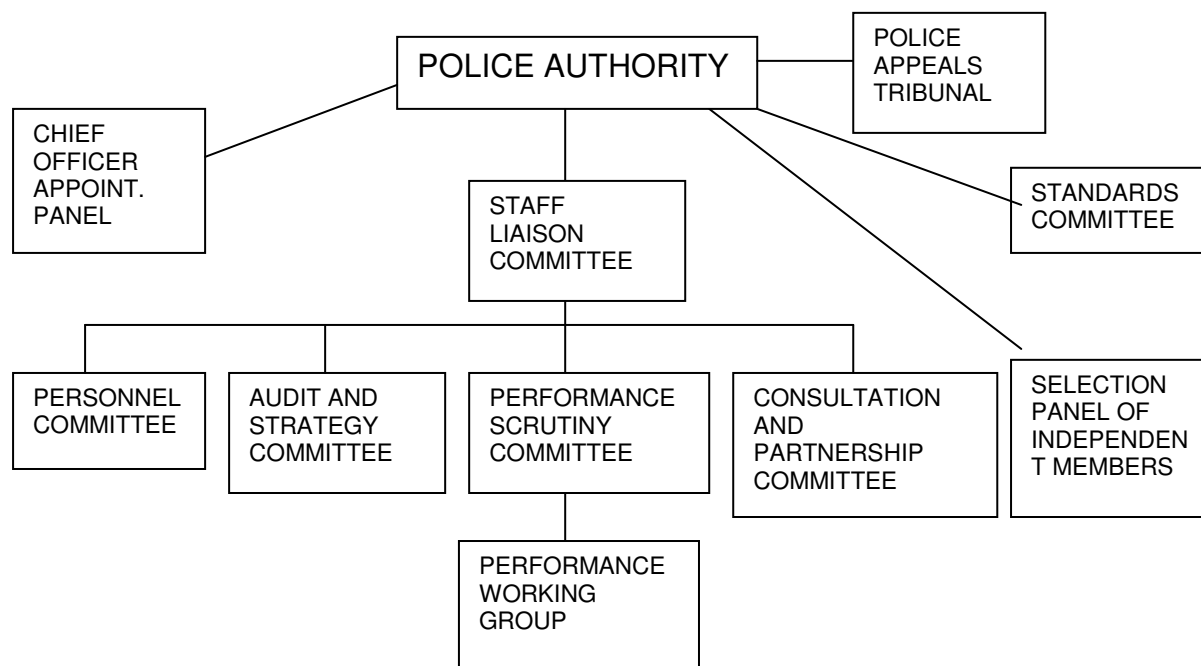 POLICE AUTHORITY
POLICE
APPEALS
TRIBUNAL
CHIEF
OFFICER
APPOINT.
PANEL
STAFF
LIAISON
COMMITTEE
STANDARDS
COMMITTEE
PERSONNEL
COMMITTEE
AUDIT AND
STRATEGY
COMMITTEE
PERFORMANCE
SCRUTINY
COMMITTEE
CONSULTATION
AND
PARTNERSHIP
COMMITTEE
SELECTION
PANEL OF
INDEPENDEN
T MEMBERS
PERFORMANCE
WORKING
GROUP